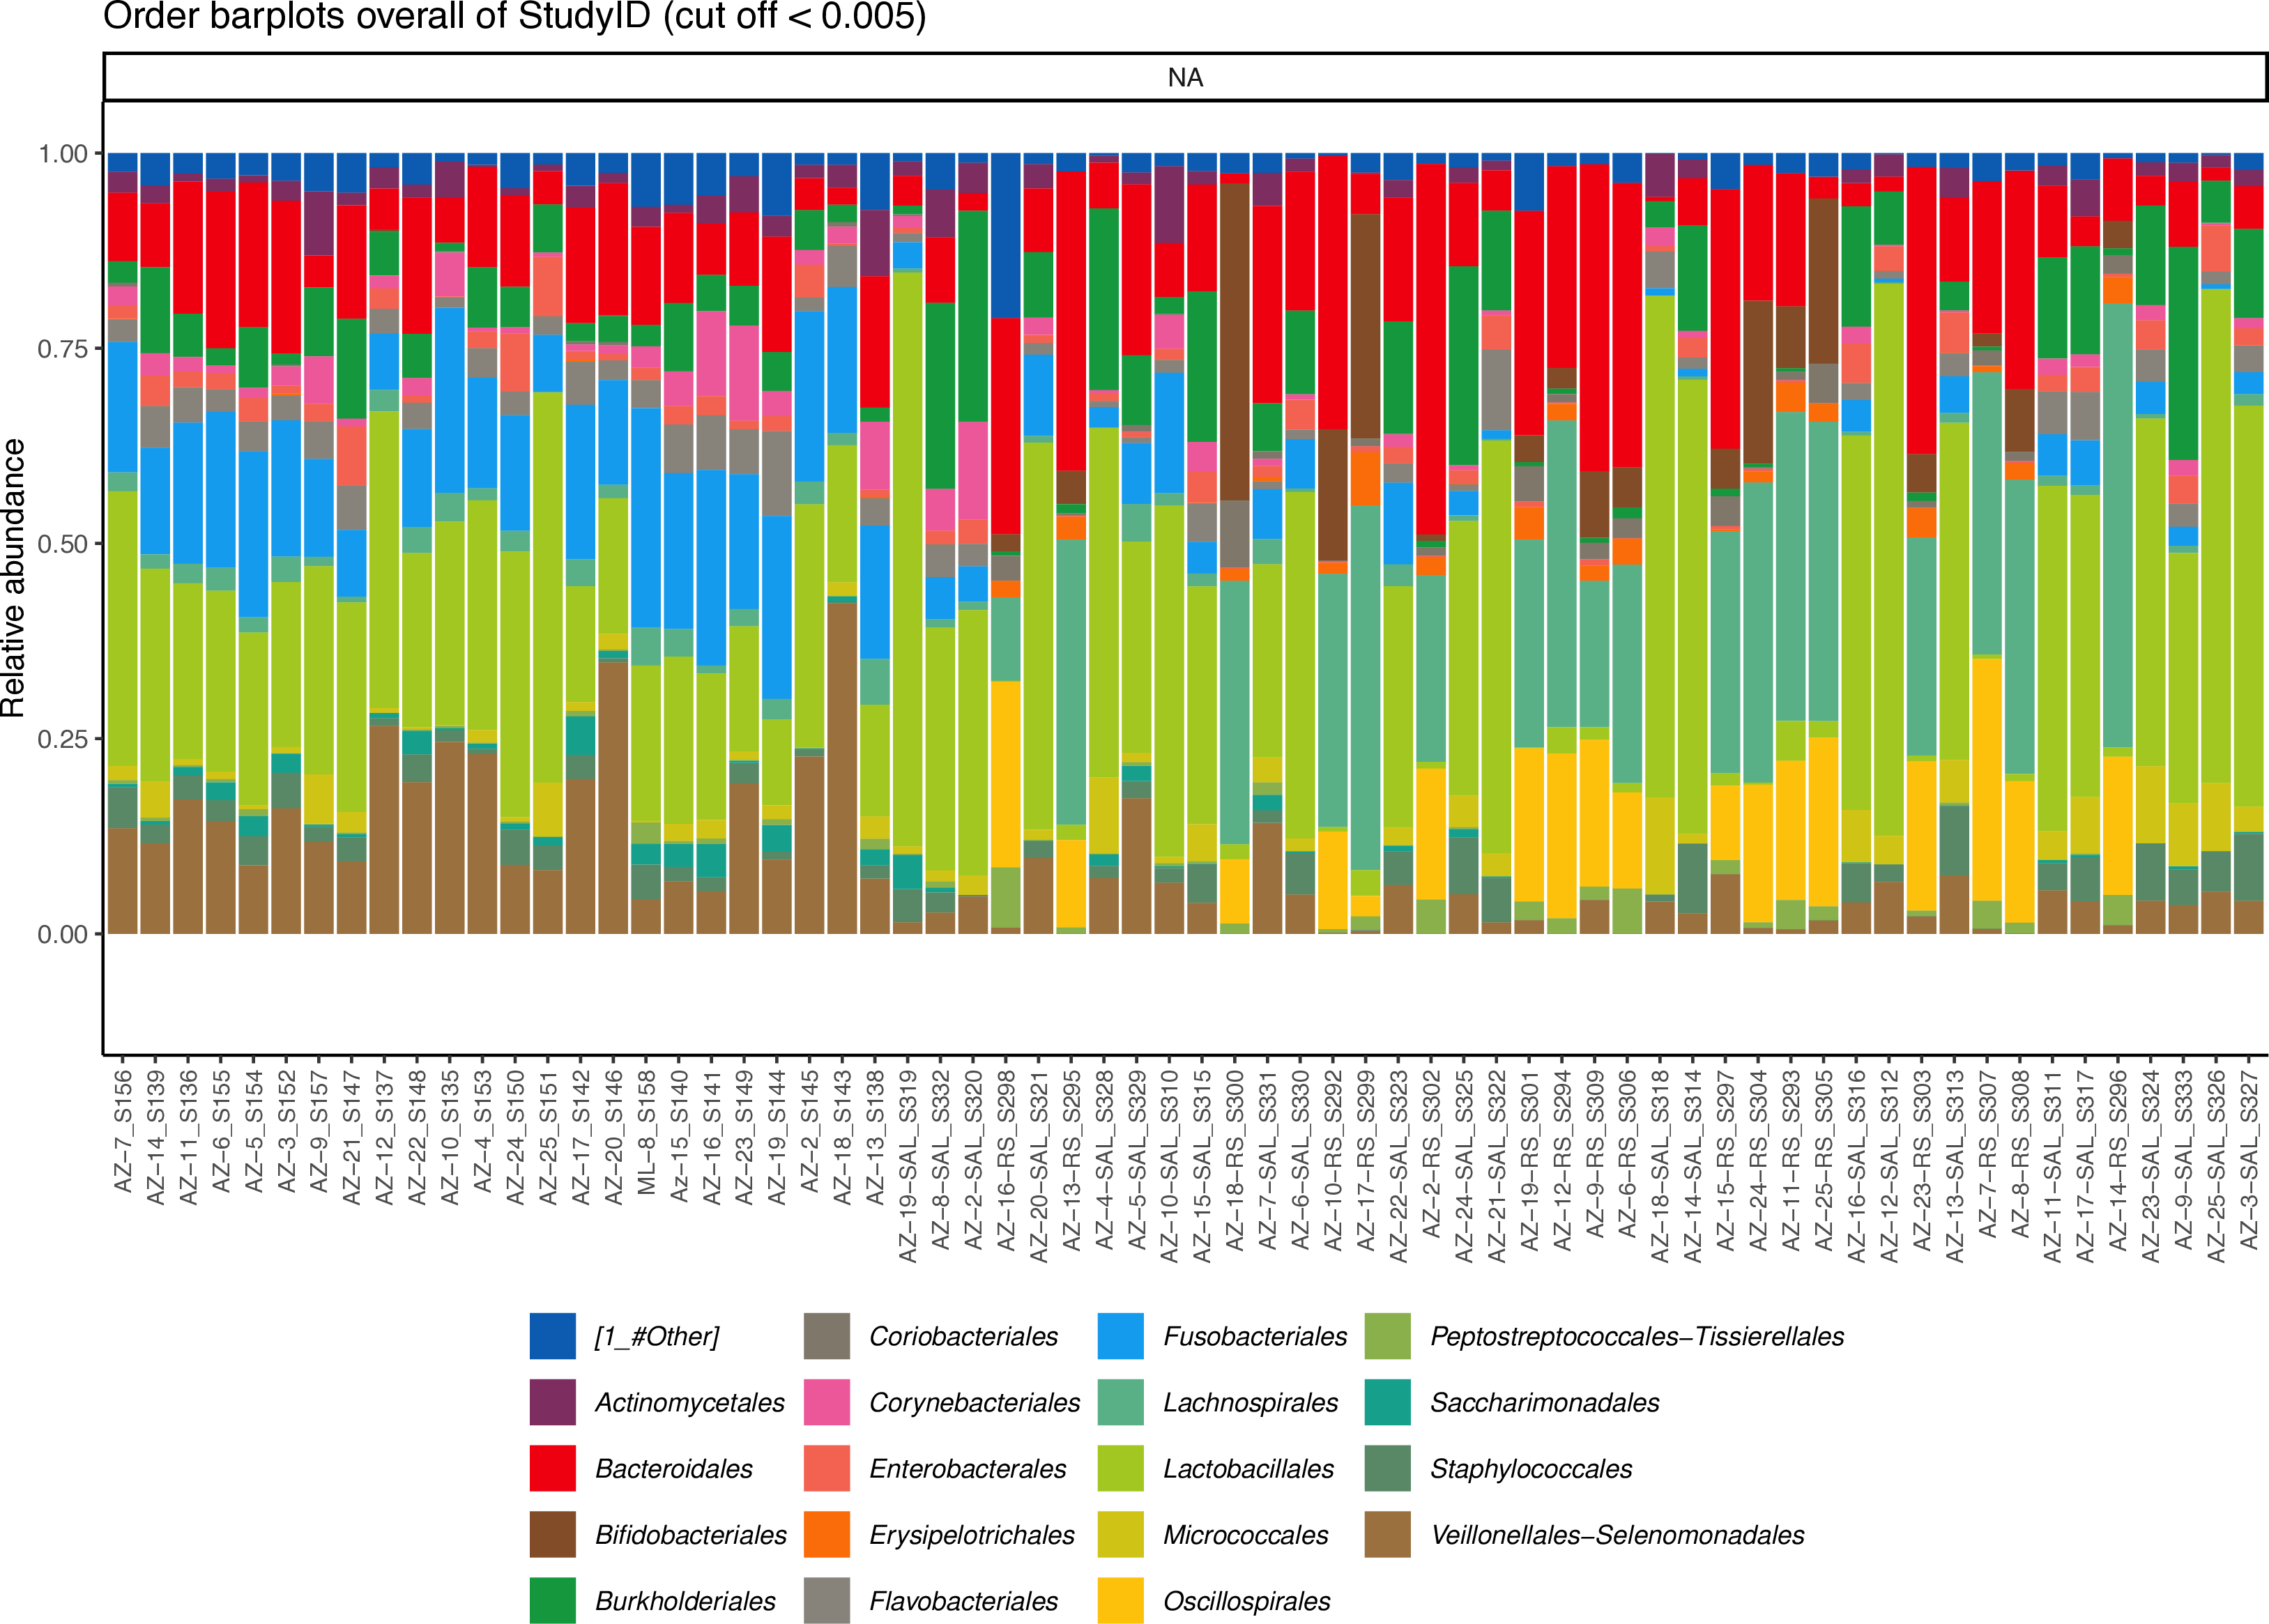 Order barplots overall of StudyID (cut off < 0.005)
NA
Relative abundance
1.00
0.75
0.50
0.25
0.00
AZ−7_S156
AZ−14_S139
AZ−11_S136
AZ−6_S155
AZ−5_S154
AZ−3_S152
AZ−9_S157
AZ−21_S147
AZ−12_S137
AZ−22_S148
AZ−10_S135
AZ−4_S153
AZ−24_S150
AZ−25_S151
AZ−17_S142
AZ−20_S146
ML−8_S158
Az−15_S140
AZ−16_S141
AZ−23_S149
AZ−19_S144
AZ−2_S145
AZ−18_S143
AZ−13_S138
AZ−19−SAL_S319
AZ−8−SAL_S332
AZ−2−SAL_S320
AZ−16−RS_S298
AZ−20−SAL_S321
AZ−13−RS_S295
AZ−4−SAL_S328
AZ−5−SAL_S329
AZ−10−SAL_S310
AZ−15−SAL_S315
AZ−18−RS_S300
AZ−7−SAL_S331
AZ−6−SAL_S330
AZ−10−RS_S292
AZ−17−RS_S299
AZ−22−SAL_S323
AZ−2−RS_S302
AZ−24−SAL_S325
AZ−21−SAL_S322
AZ−19−RS_S301
AZ−12−RS_S294
AZ−9−RS_S309
AZ−6−RS_S306
AZ−18−SAL_S318
AZ−14−SAL_S314
AZ−15−RS_S297
AZ−24−RS_S304
AZ−11−RS_S293
AZ−25−RS_S305
AZ−16−SAL_S316
AZ−12−SAL_S312
AZ−23−RS_S303
AZ−13−SAL_S313
AZ−7−RS_S307
AZ−8−RS_S308
AZ−11−SAL_S311
AZ−17−SAL_S317
AZ−14−RS_S296
AZ−23−SAL_S324
AZ−9−SAL_S333
AZ−25−SAL_S326
AZ−3−SAL_S327
[1_#Other]
Actinomycetales
Bacteroidales
Bifidobacteriales
Burkholderiales
Coriobacteriales
Corynebacteriales
Enterobacterales
Erysipelotrichales
Flavobacteriales
Fusobacteriales
Lachnospirales
Lactobacillales
Micrococcales
Oscillospirales
Peptostreptococcales−Tissierellales
Saccharimonadales
Staphylococcales
Veillonellales−Selenomonadales